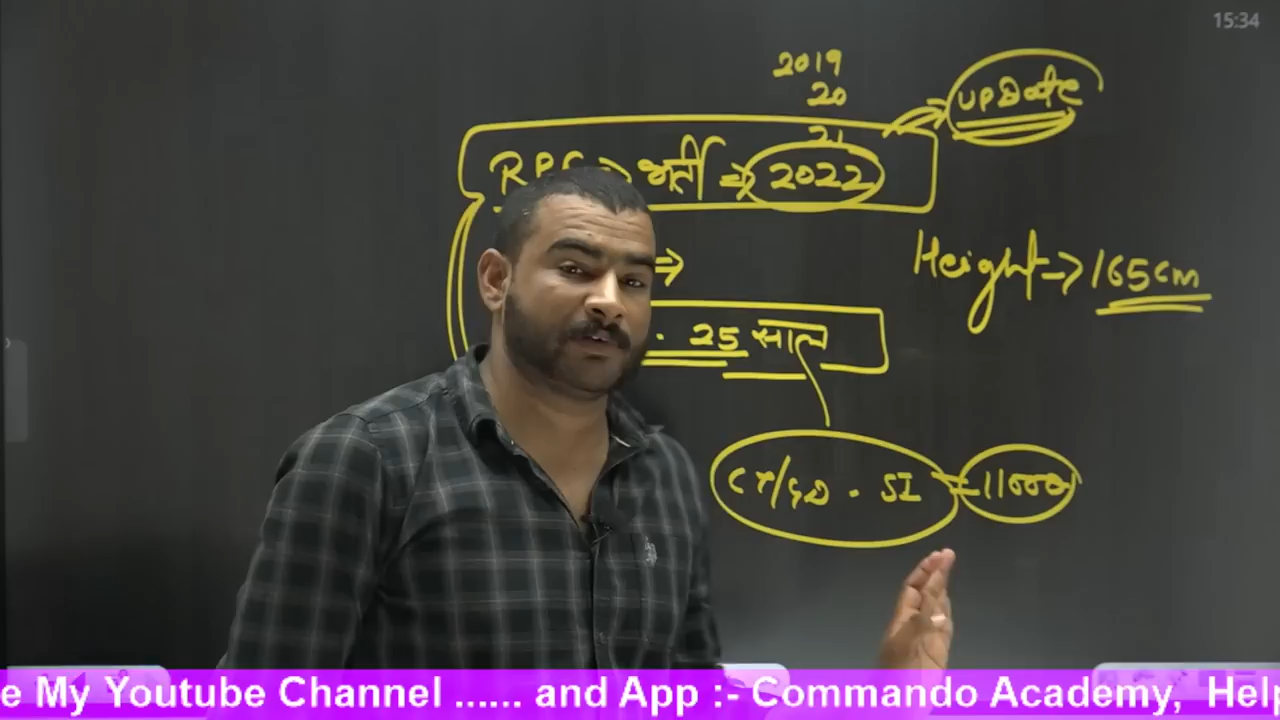 15:34
2019
20
21
UPDate
RPF → भर्ती ⇒ 2022
⇒
Height → 165cm
25 साल
CT/GD - SI = 11000
e My Youtube Channel ...... and App :- Commando Academy, Help